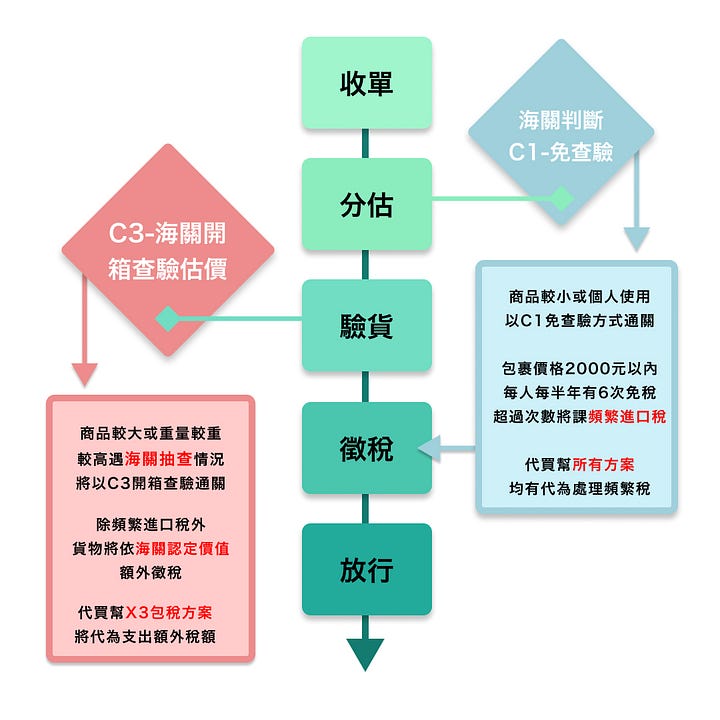 收單
海關判斷
C1-免查驗
分估
C3-海關開
箱查驗估價
驗貨
商品較小或個人使用
以C1免查驗方式通關
包裹價格2000元以內
每人每半年有6次免稅
超過次數將課頻繁進口稅
代買幫所有方案
均有代為處理頻繁稅
徵稅
商品較大或重量較重
較高遇海關抽查情況
將以C3開箱查驗通關
除頻繁進口稅外
貨物將依海關認定價值
額外徵稅
代買幫X3包稅方案
將代為支出額外稅額
放行